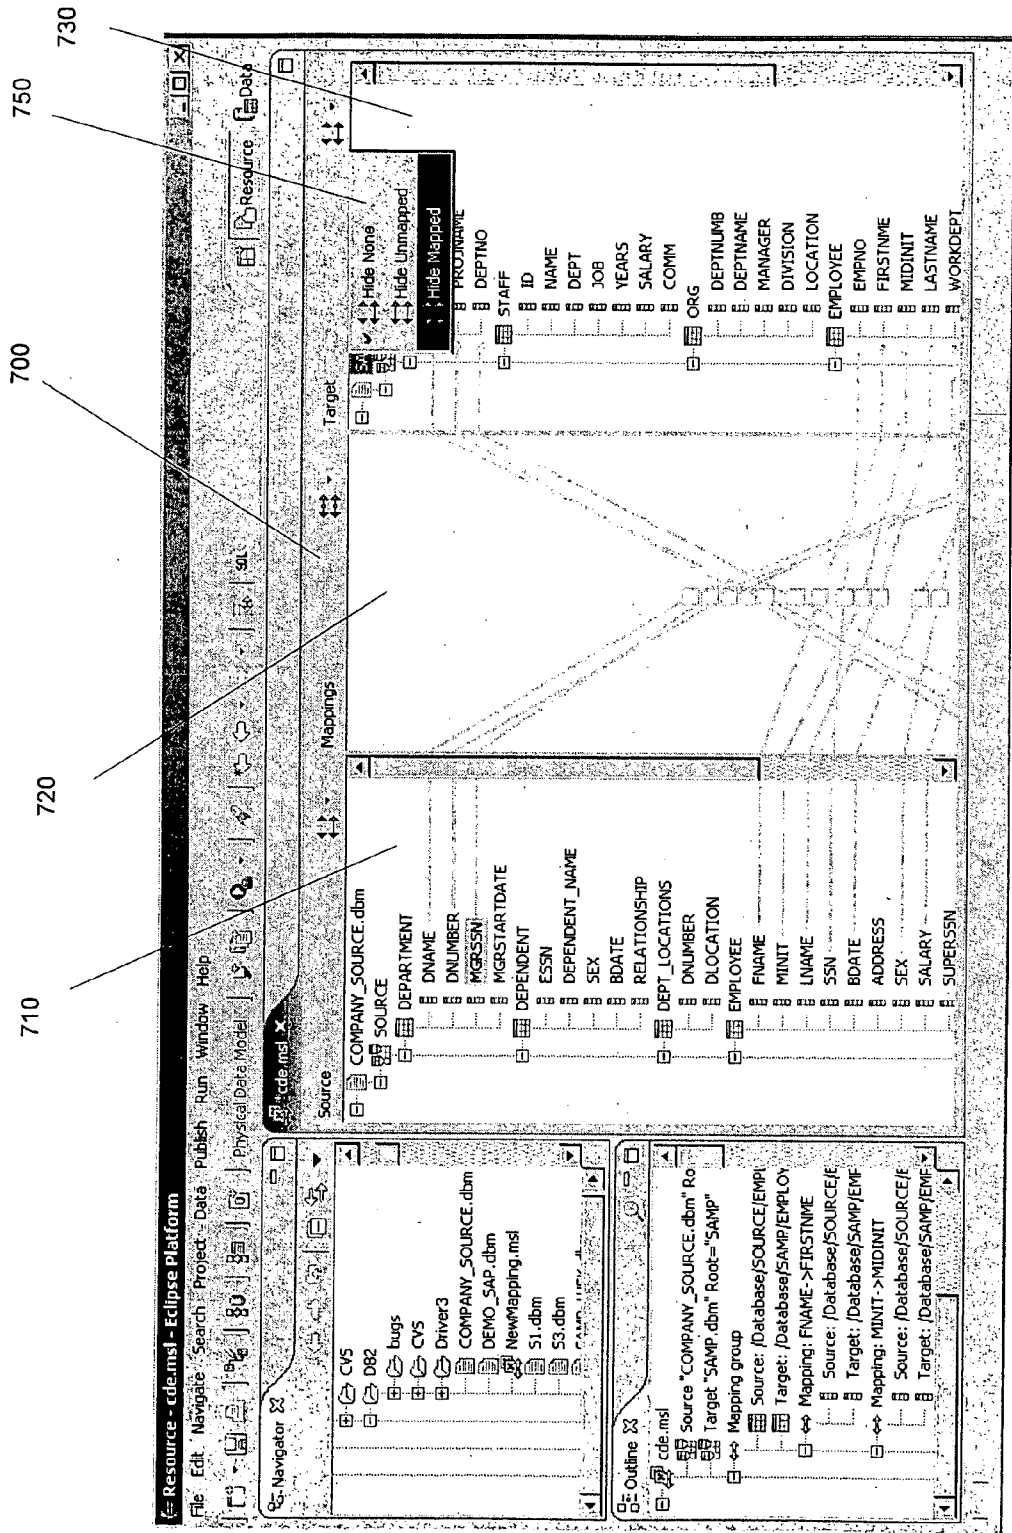 730
750
700
720
710
Resource - cde.msl - Eclipse Platform
File Edit Navigate Search Project Data Publish Run Window Help
Physical Data Model
SQL
Resource
Data
Navigator
CVS
DB2
bugs
CVS
Driver3
COMPANY_SOURCE.dbm
DEMO_SAP.dbm
NewMapping.msl
S1.dbm
S3.dbm
Outline
cde.msl
Source "COMPANY_SOURCE.dbm" Ro
Target "SAMP.dbm" Root="SAMP"
Mapping group
Source: /Database/SOURCE/EMPL
Target: /Database/SAMP/EMPLOY
Mapping: FNAME->FIRSTNME
Source: /Database/SOURCE/E
Target: /Database/SAMP/EMF
Mapping: MINIT->MIDINIT
Source: /Database/SOURCE/E
Target: /Database/SAMP/EMF
*cde.msl
Source
COMPANY_SOURCE.dbm
SOURCE
DEPARTMENT
DNAME
DNUMBER
MGRSSN
MGRSTARTDATE
DEPENDENT
ESSN
DEPENDENT_NAME
SEX
BDATE
RELATIONSHIP
DEPT_LOCATIONS
DNUMBER
DLOCATION
EMPLOYEE
FNAME
MINIT
LNAME
SSN
BDATE
ADDRESS
SEX
SALARY
SUPERSSN
Mappings
Target
Hide None
Hide Unmapped
Hide Mapped
PROJNAME
DEPTNO
STAFF
ID
NAME
DEPT
JOB
YEARS
SALARY
COMM
ORG
DEPTNUMB
DEPTNAME
MANAGER
DIVISION
LOCATION
EMPLOYEE
EMPNO
FIRSTNME
MIDINIT
LASTNAME
WORKDEPT